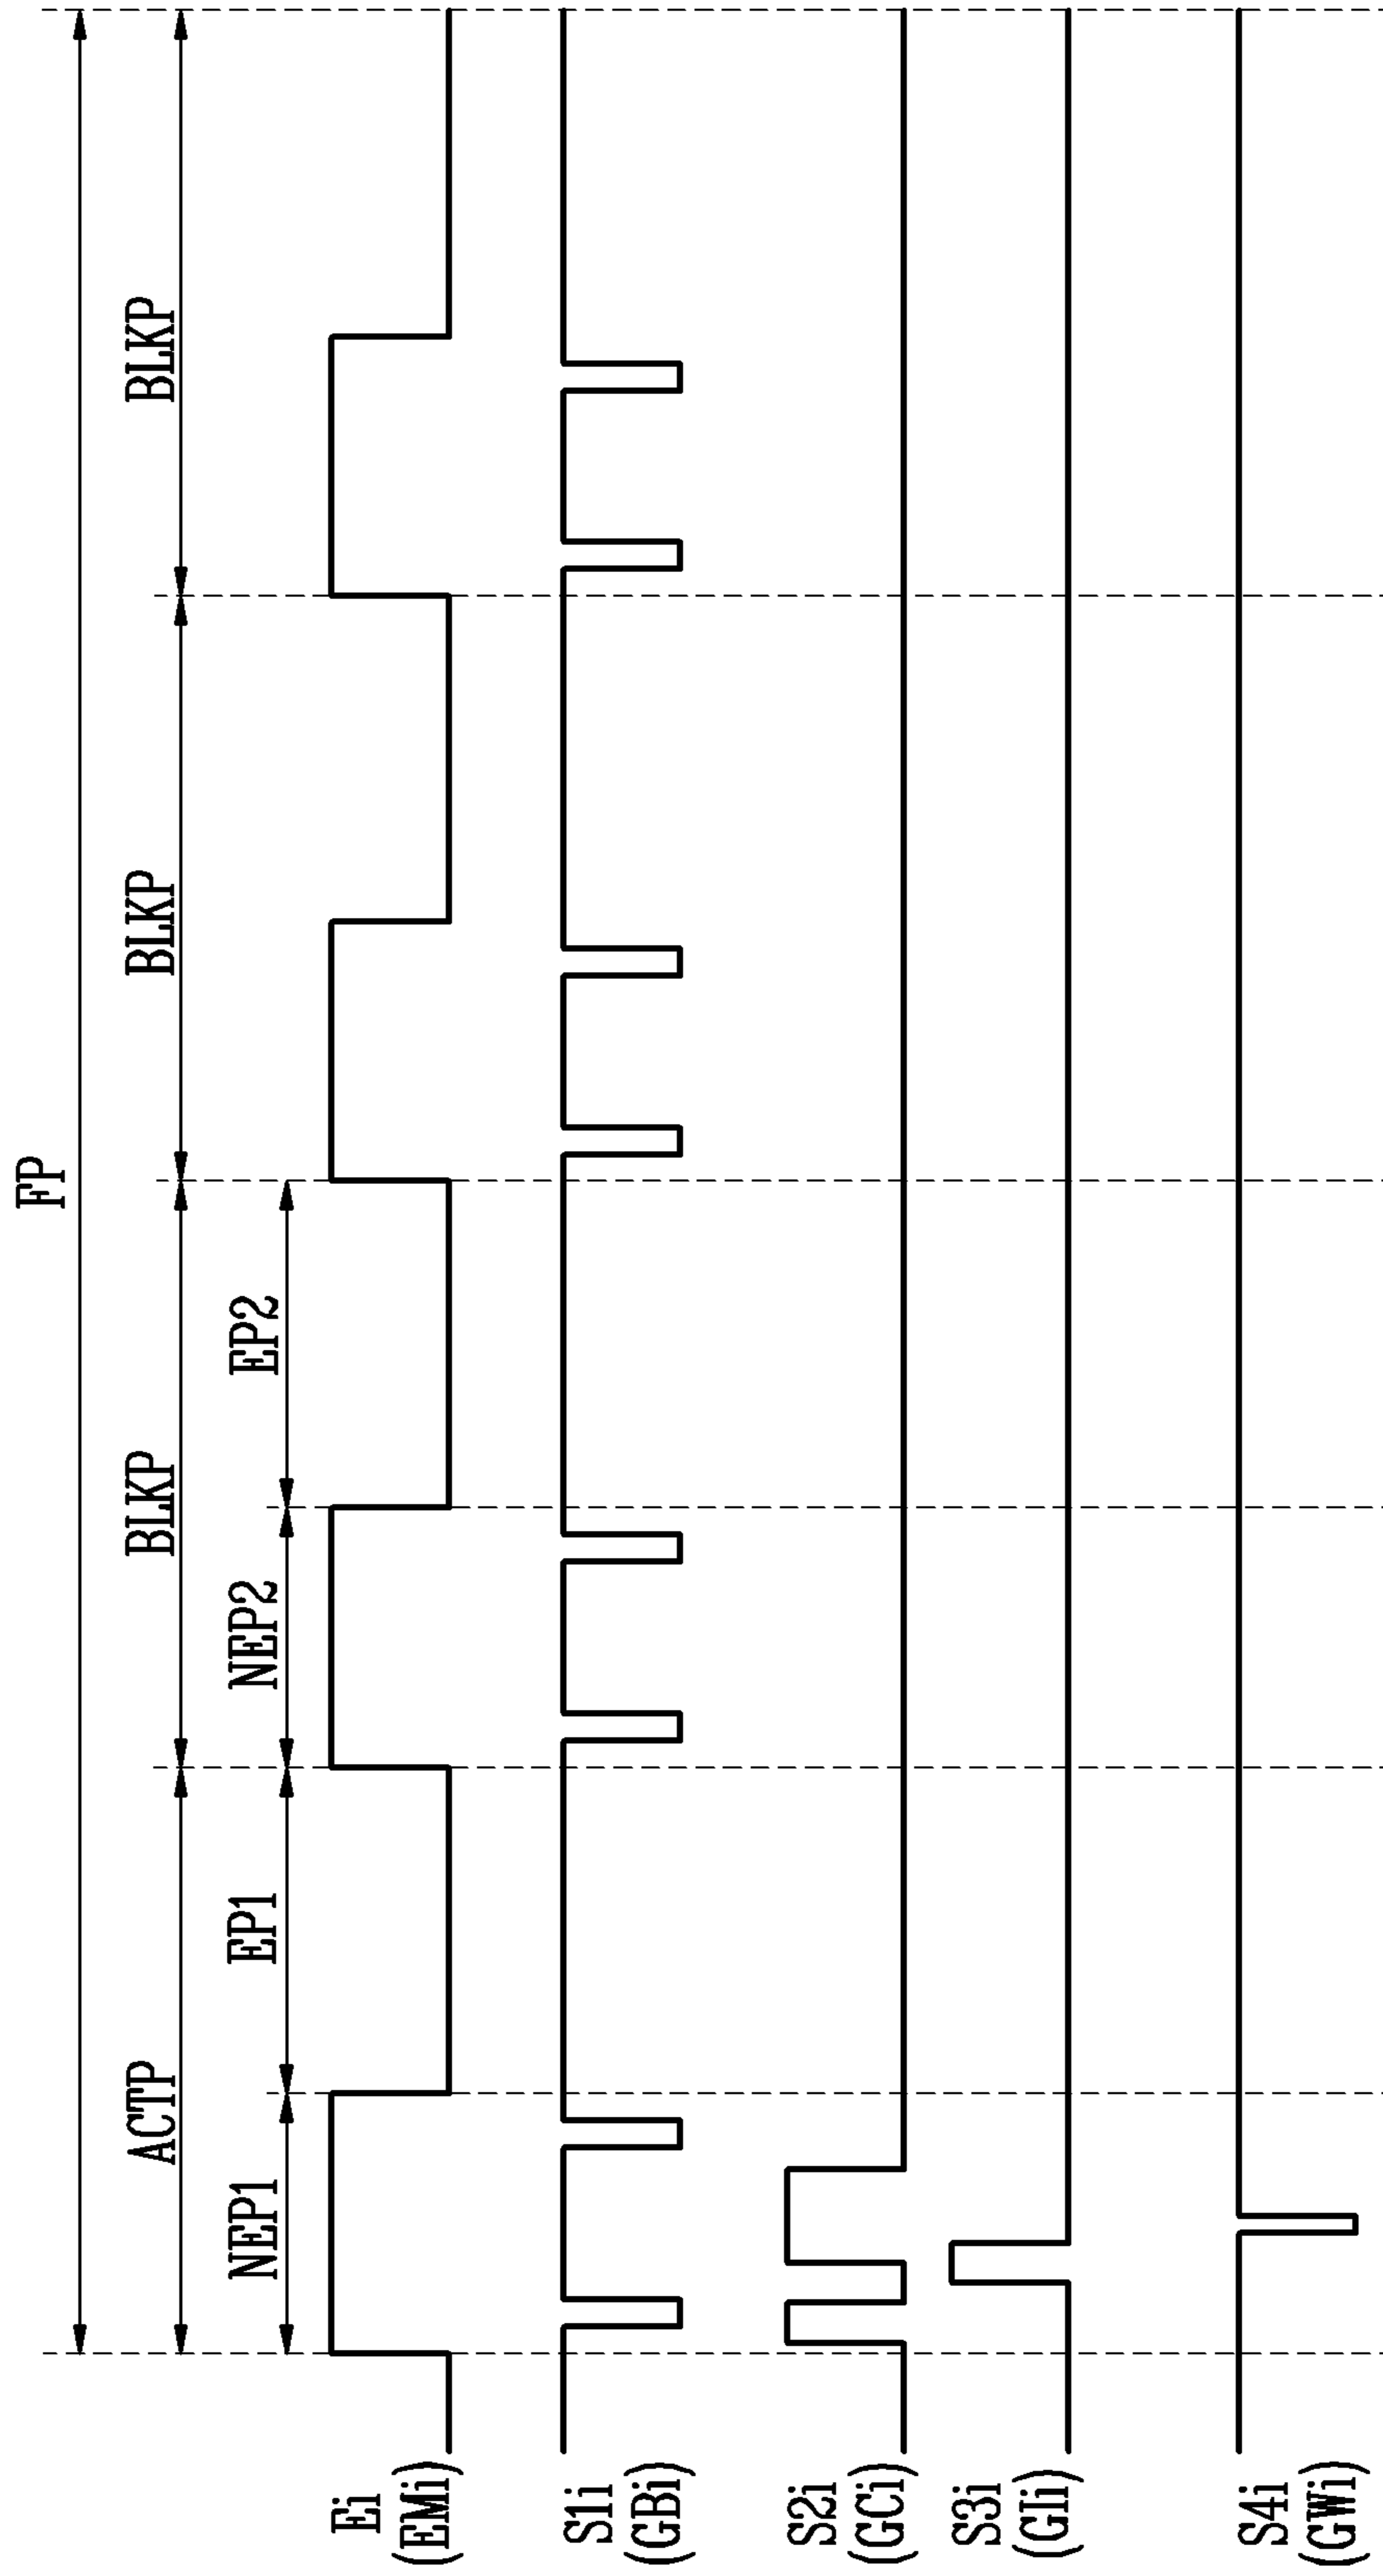 FP
ACTP
BLKP
BLKP
BLKP
NEP1
EP1
NEP2
EP2
Ei
(EMi)
S1i
(GBi)
S2i
(GCi)
S3i
(GIi)
S4i
(GWi)